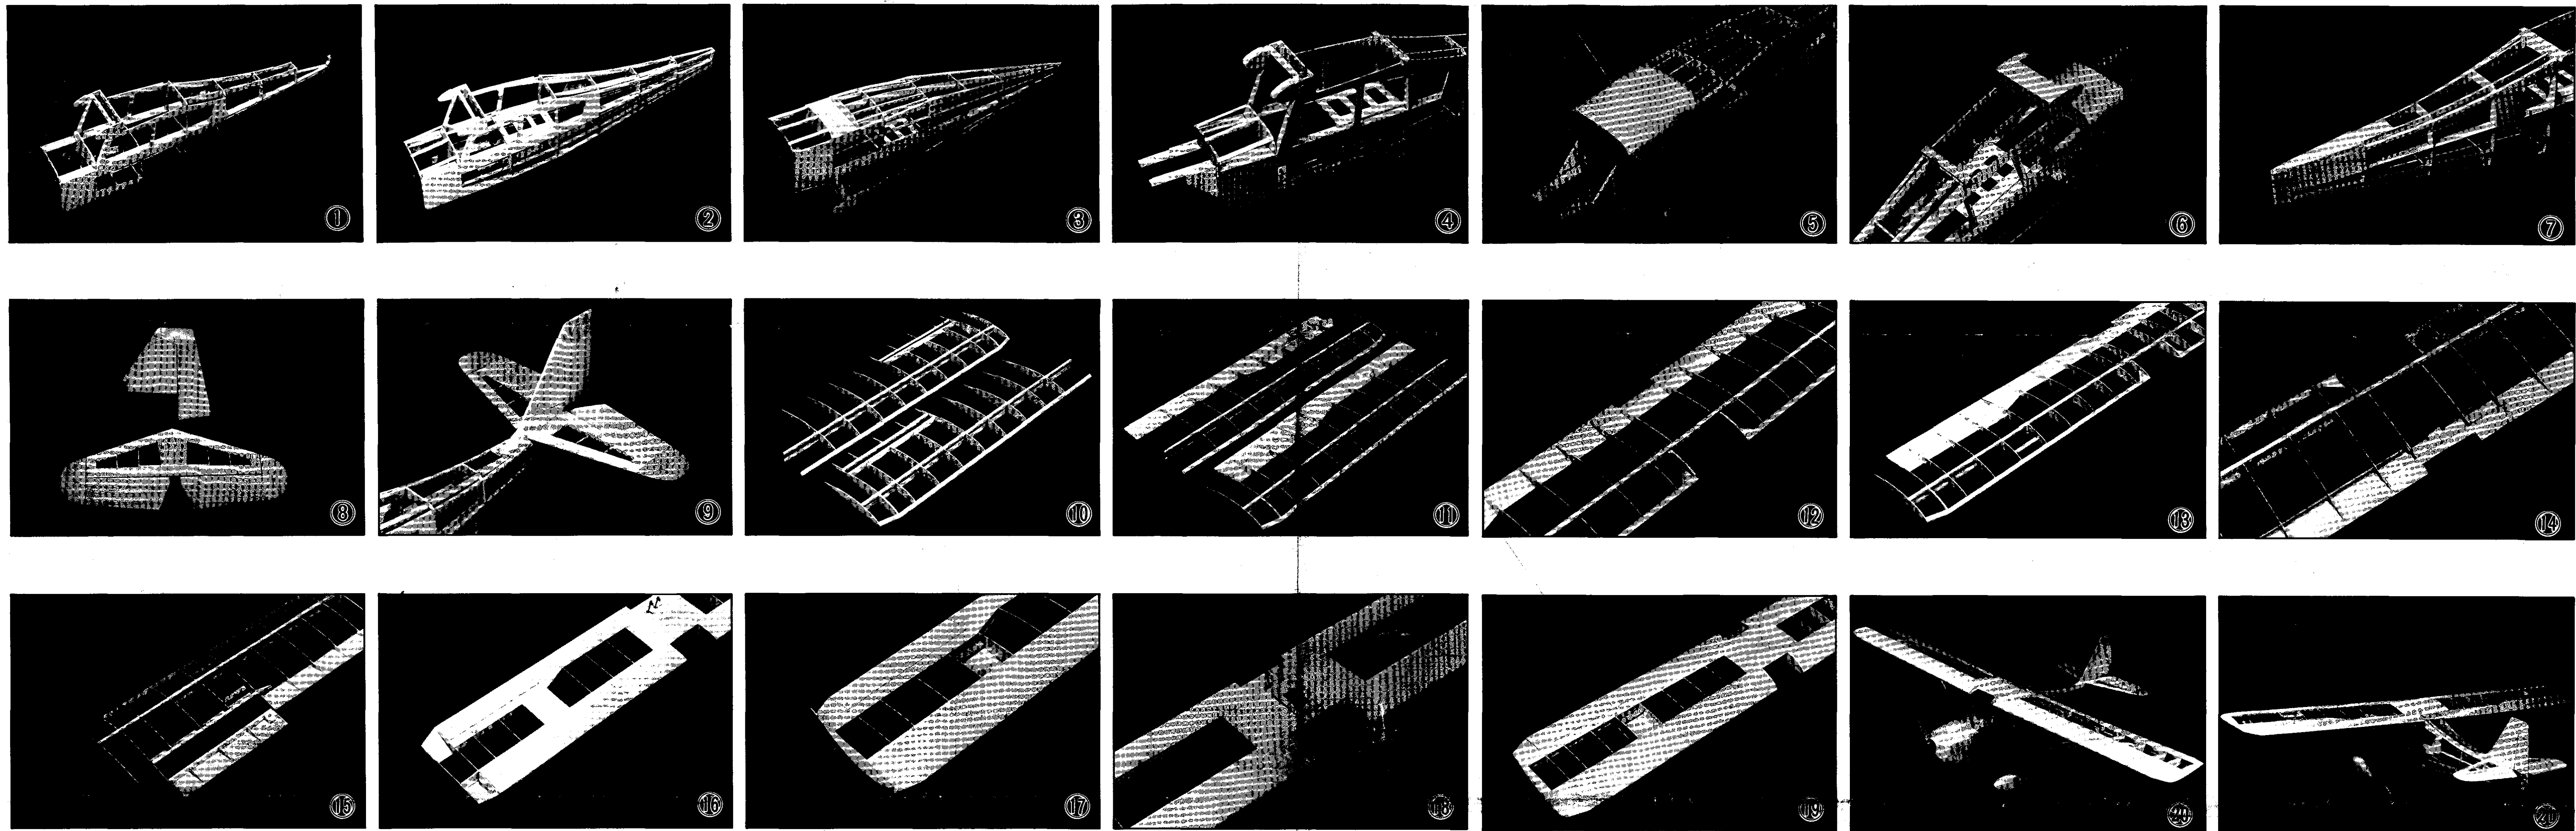 ① ② ③ ④ ⑤ ⑥ ⑦
⑧ ⑨ ⑩ ⑪ ⑫ ⑬ ⑭
⑮ ⑯ ⑰ ⑱ ⑲ ⑳